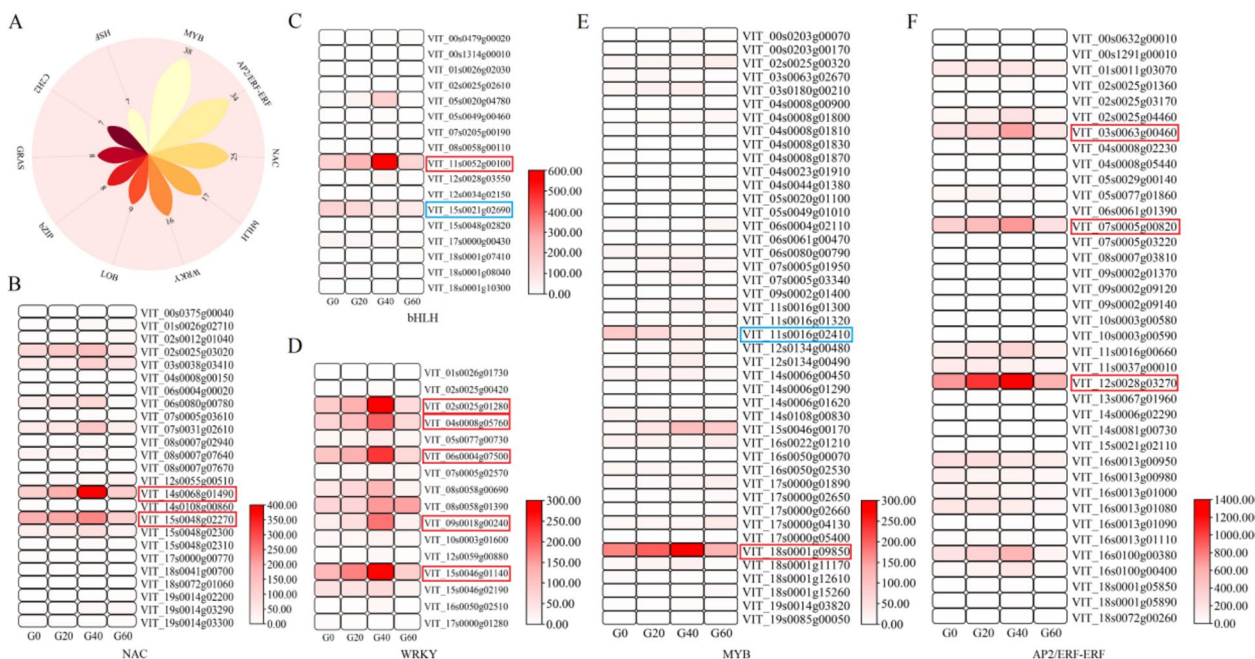 A
MYB
38
AP2/ERF-ERF
34
NAC
25
bHLH
17
WRKY
16
LOB
9
bZIP
8
GRAS
8
C2H2
7
HSF
7
B
VIT_00s0375g00040
VIT_01s0026g02710
VIT_02s0012g01040
VIT_02s0025g03020
VIT_03s0038g03410
VIT_04s0008g00150
VIT_06s0004g00020
VIT_06s0080g00780
VIT_07s0005g03610
VIT_07s0031g02610
VIT_08s0007g02940
VIT_08s0007g07640
VIT_08s0007g07670
VIT_12s0055g00510
VIT_14s0068g01490
VIT_14s0108g00860
VIT_15s0048g02270
VIT_15s0048g02300
VIT_15s0048g02310
VIT_17s0000g00770
VIT_18s0041g00700
VIT_18s0072g01060
VIT_19s0014g02200
VIT_19s0014g03290
VIT_19s0014g03300
G0 G20 G40 G60
NAC
400.00
350.00
300.00
250.00
200.00
150.00
100.00
50.00
0.00
C
VIT_00s0479g00020
VIT_00s1314g00010
VIT_01s0026g02030
VIT_02s0025g02610
VIT_05s0020g04780
VIT_05s0049g00460
VIT_07s0205g00190
VIT_08s0058g00110
VIT_11s0052g00100
VIT_12s0028g03550
VIT_12s0034g02150
VIT_15s0021g02690
VIT_15s0048g02820
VIT_17s0000g00430
VIT_18s0001g07410
VIT_18s0001g08040
VIT_18s0001g10300
G0 G20 G40 G60
bHLH
600.00
500.00
400.00
300.00
200.00
100.00
0.00
D
VIT_01s0026g01730
VIT_02s0025g00420
VIT_02s0025g01280
VIT_04s0008g05760
VIT_05s0077g00730
VIT_06s0004g07500
VIT_07s0005g02570
VIT_08s0058g00690
VIT_08s0058g01390
VIT_09s0018g00240
VIT_10s0003g01600
VIT_12s0059g00880
VIT_15s0046g01140
VIT_15s0046g02190
VIT_16s0050g02510
VIT_17s0000g01280
G0 G20 G40 G60
WRKY
300.00
250.00
200.00
150.00
100.00
50.00
0.00
E
VIT_00s0203g00070
VIT_00s0203g00170
VIT_02s0025g00320
VIT_03s0063g02670
VIT_03s0180g00210
VIT_04s0008g00900
VIT_04s0008g01800
VIT_04s0008g01810
VIT_04s0008g01830
VIT_04s0008g01870
VIT_04s0023g01910
VIT_04s0044g01380
VIT_05s0020g01100
VIT_05s0049g01010
VIT_06s0004g02110
VIT_06s0061g00470
VIT_06s0080g00790
VIT_07s0005g01950
VIT_07s0005g03340
VIT_09s0002g01400
VIT_11s0016g01300
VIT_11s0016g01320
VIT_11s0016g02410
VIT_12s0134g00480
VIT_12s0134g00490
VIT_14s0006g00450
VIT_14s0006g01290
VIT_14s0006g01620
VIT_14s0108g00830
VIT_15s0046g00170
VIT_16s0022g01210
VIT_16s0050g00070
VIT_16s0050g02530
VIT_17s0000g01890
VIT_17s0000g02650
VIT_17s0000g02660
VIT_17s0000g04130
VIT_17s0000g05400
VIT_18s0001g09850
VIT_18s0001g11170
VIT_18s0001g12610
VIT_18s0001g15260
VIT_19s0014g03820
VIT_19s0085g00050
G0 G20 G40 G60
MYB
300.00
250.00
200.00
150.00
100.00
50.00
0.00
F
VIT_00s0632g00010
VIT_00s1291g00010
VIT_01s0011g03070
VIT_02s0025g01360
VIT_02s0025g03170
VIT_02s0025g04460
VIT_03s0063g00460
VIT_04s0008g02230
VIT_04s0008g05440
VIT_05s0029g00140
VIT_05s0077g01860
VIT_06s0061g01390
VIT_07s0005g00820
VIT_07s0005g03220
VIT_08s0007g03810
VIT_09s0002g01370
VIT_09s0002g09120
VIT_09s0002g09140
VIT_10s0003g00580
VIT_10s0003g00590
VIT_11s0016g00660
VIT_11s0037g00010
VIT_12s0028g03270
VIT_13s0067g01960
VIT_14s0006g02290
VIT_14s0081g00730
VIT_15s0021g02110
VIT_16s0013g00950
VIT_16s0013g00980
VIT_16s0013g01000
VIT_16s0013g01080
VIT_16s0013g01090
VIT_16s0013g01110
VIT_16s0100g00380
VIT_16s0100g00400
VIT_18s0001g05850
VIT_18s0001g05890
VIT_18s0072g00260
G0 G20 G40 G60
AP2/ERF-ERF
1400.00
1200.00
1000.00
800.00
600.00
400.00
200.00
0.00